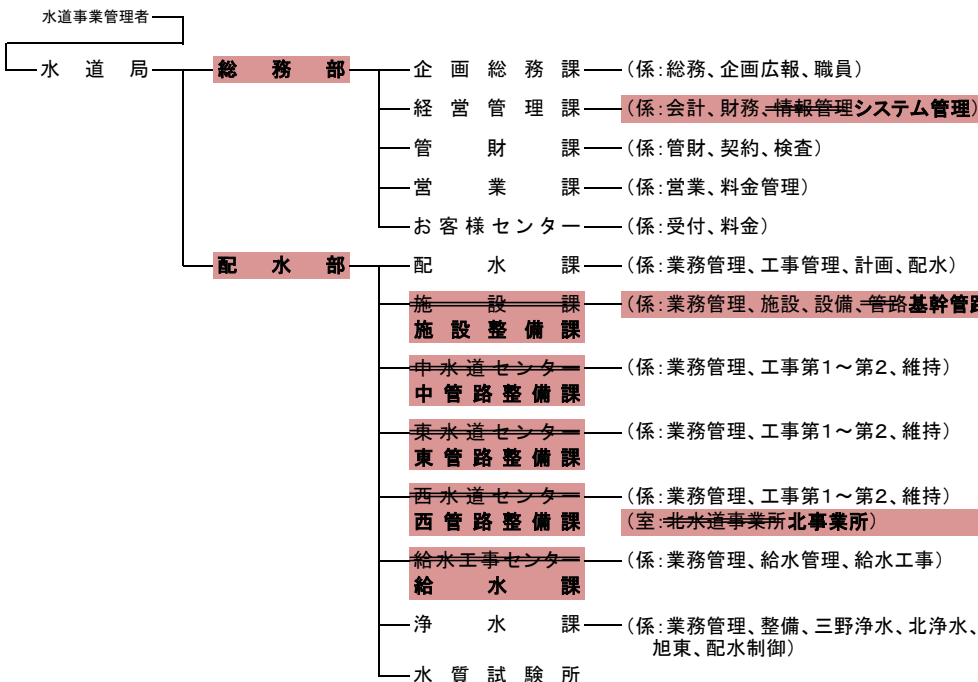 水道事業管理者
水道局 総務部 企画総務課 (係:総務、企画広報、職員)
経営管理課 (係:会計、財務、情報管理システム管理)
管財課 (係:管財、契約、検査)
営業課 (係:営業、料金管理)
お客様センター (係:受付、料金)
配水部 配水課 (係:業務管理、工事管理、計画、配水)
施設課 (係:業務管理、施設、設備、管路基幹管路
施設整備課
中水道センター (係:業務管理、工事第1~第2、維持)
中管路整備課
東水道センター (係:業務管理、工事第1~第2、維持)
東管路整備課
西水道センター (係:業務管理、工事第1~第2、維持)
西管路整備課 (室:北水道事業所北事業所)
給水工事センター (係:業務管理、給水管理、給水工事)
給水課
浄水課 (係:業務管理、整備、三野浄水、北浄水、
旭東、配水制御)
水質試験所